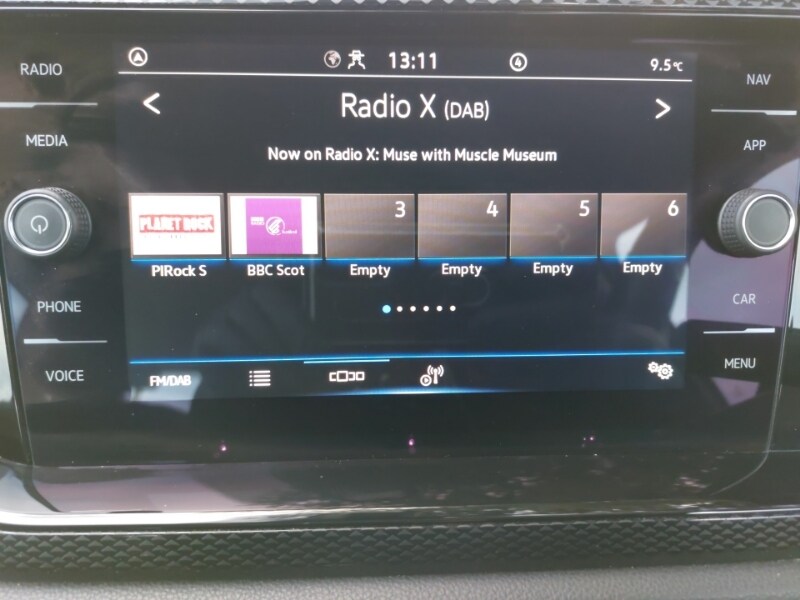 RADIO
MEDIA
PHONE
VOICE
13:11
4
9.5°C
Radio X (DAB)
Now on Radio X: Muse with Muscle Museum
PLANET ROCK
3
4
5
6
PlRock S
BBC Scot
Empty
Empty
Empty
Empty
FM/DAB
NAV
APP
CAR
MENU